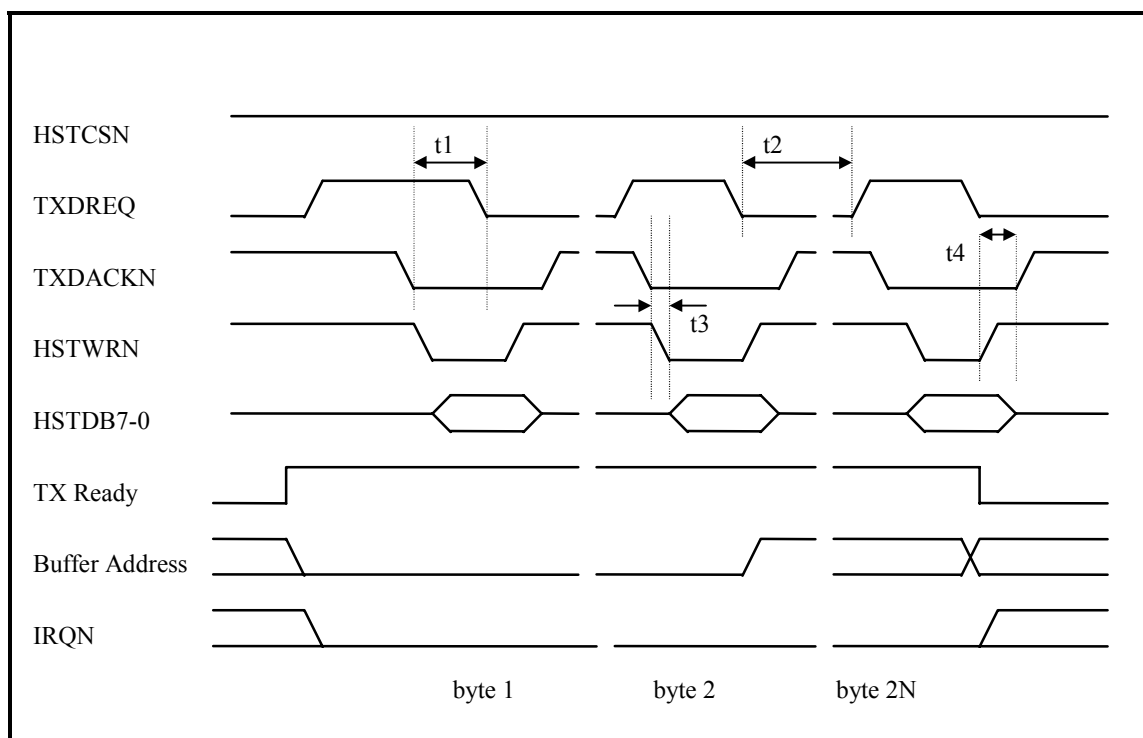 HSTCSN
t1
t2
TXDREQ
TXDACKN
t4
t3
HSTWRN
HSTDB7-0
TX Ready
Buffer Address
IRQN
byte 1
byte 2
byte 2N